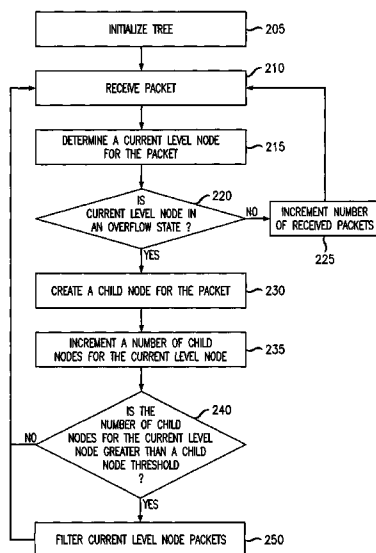 INITIALIZE TREE
205
210
RECEIVE PACKET
DETERMINE A CURRENT LEVEL NODE
FOR THE PACKET
215
220
IS
CURRENT LEVEL NODE IN
AN OVERFLOW STATE ?
NO
INCREMENT NUMBER
OF RECEIVED PACKETS
225
YES
CREATE A CHILD NODE FOR THE PACKET
230
INCREMENT A NUMBER OF CHILD
NODES FOR THE CURRENT LEVEL NODE
235
240
IS THE
NUMBER OF CHILD
NODES FOR THE CURRENT LEVEL
NODE GREATER THAN A CHILD
NODE THRESHOLD
?
NO
YES
FILTER CURRENT LEVEL NODE PACKETS
250